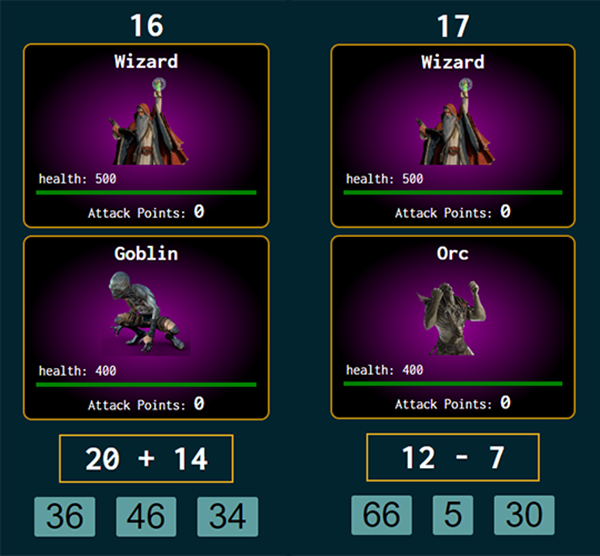 16
Wizard
health: 500
Attack Points: 0
Goblin
health: 400
Attack Points: 0
20 + 14
36 46 34
17
Wizard
health: 500
Attack Points: 0
Orc
health: 400
Attack Points: 0
12 - 7
66 5 30